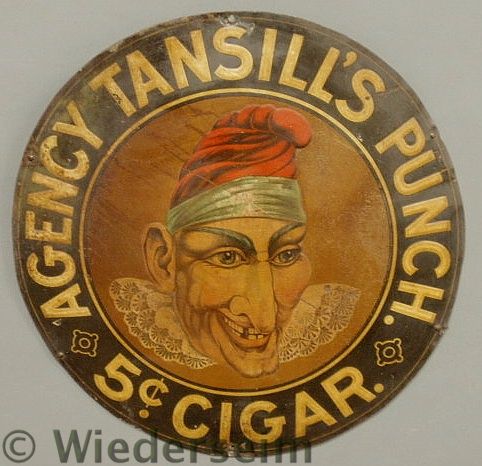 AGENCY TANSILL'S PUNCH.
5¢ CIGAR.
© Wiederseim